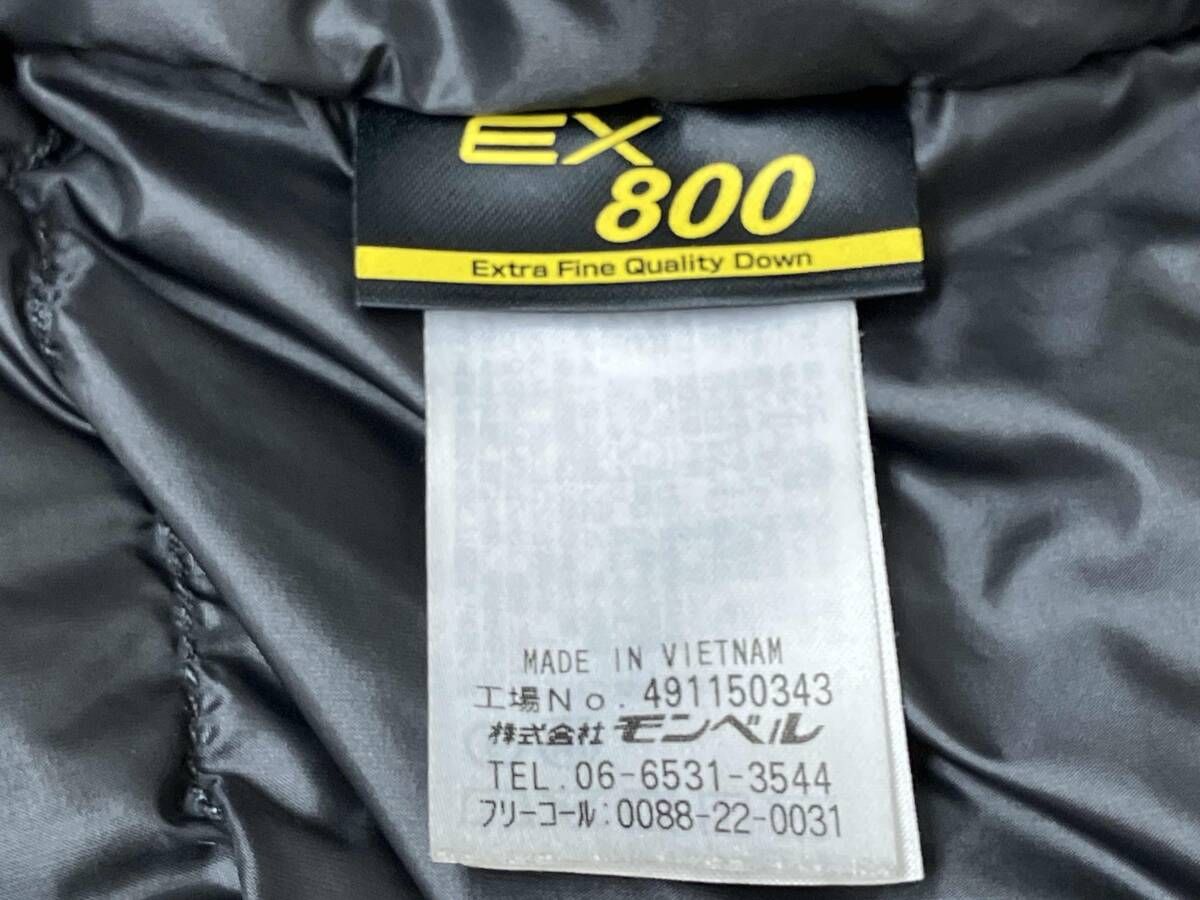 EX
800
Extra Fine Quality Down
MADE IN VIETNAM
工場No. 491150343
株式会社 モンベル
TEL. 06-6531-3544
フリーコール:0088-22-0031